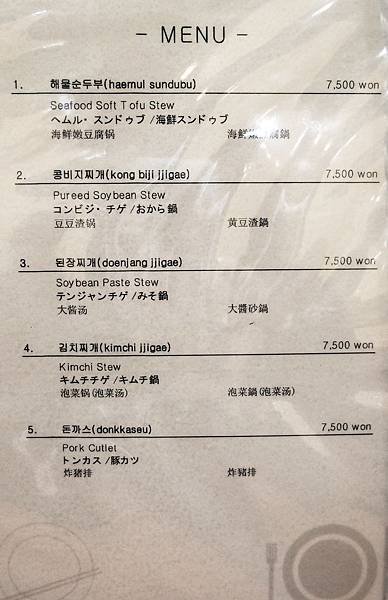 - MENU -
1. 해물순두부(haemul sundubu) 7,500 won
Seafood Soft Tofu Stew
ヘムル・スンドゥブ /海鮮スンドゥブ
海鲜嫩豆腐锅 海鮮嫩豆腐鍋
2. 콩비지찌개(kong biji jjigae) 7,500 won
Pureed Soybean Stew
コンビジ・チゲ /おから鍋
豆豆渣锅 黄豆渣鍋
3. 된장찌개(doenjang jjigae) 7,500 won
Soybean Paste Stew
テンジャンチゲ /みそ鍋
大酱汤 大醬砂鍋
4. 김치찌개(kimchi jjigae) 7,500 won
Kimchi Stew
キムチチゲ /キムチ鍋
泡菜锅(泡菜汤) 泡菜鍋(泡菜汤)
5. 돈까스(donkkaseu) 7,500 won
Pork Cutlet
トンカス /豚カツ
炸猪排 炸豬排